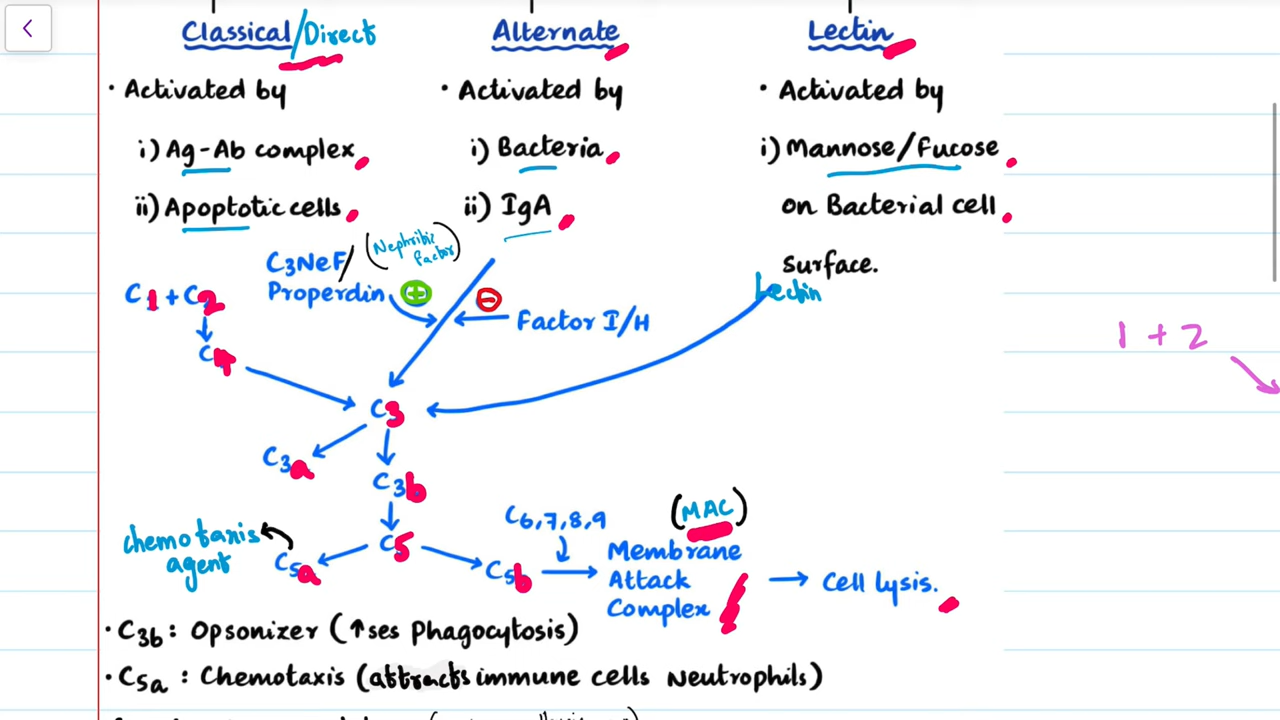 Classical/Direct
Alternate
Lectin
· Activated by
i) Ag-Ab complex
ii) Apoptotic cells
· Activated by
i) Bacteria
ii) IgA
· Activated by
i) Mannose/Fucose
on Bacterial cell
surface.
C3NeF/ (Nephritic factor)
Properdin +
−
Factor I/H
Lectin
C1 + C2
C4
1 + 2
C3
C3a
C3b
C5
chemotaxis
agent
C5a
C5b
C6,7,8,9
(MAC)
Membrane
Attack
Complex
Cell lysis.
· C3b : Opsonizer (↑ses Phagocytosis)
· C5a : Chemotaxis (attracts immune cells Neutrophils)